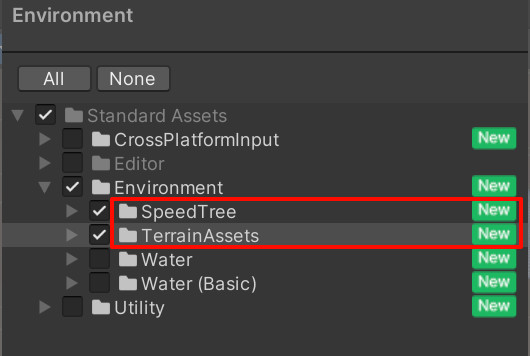 Environment
All None
Standard Assets
CrossPlatformInput New
Editor
Environment New
SpeedTree New
TerrainAssets New
Water New
Water (Basic) New
Utility New